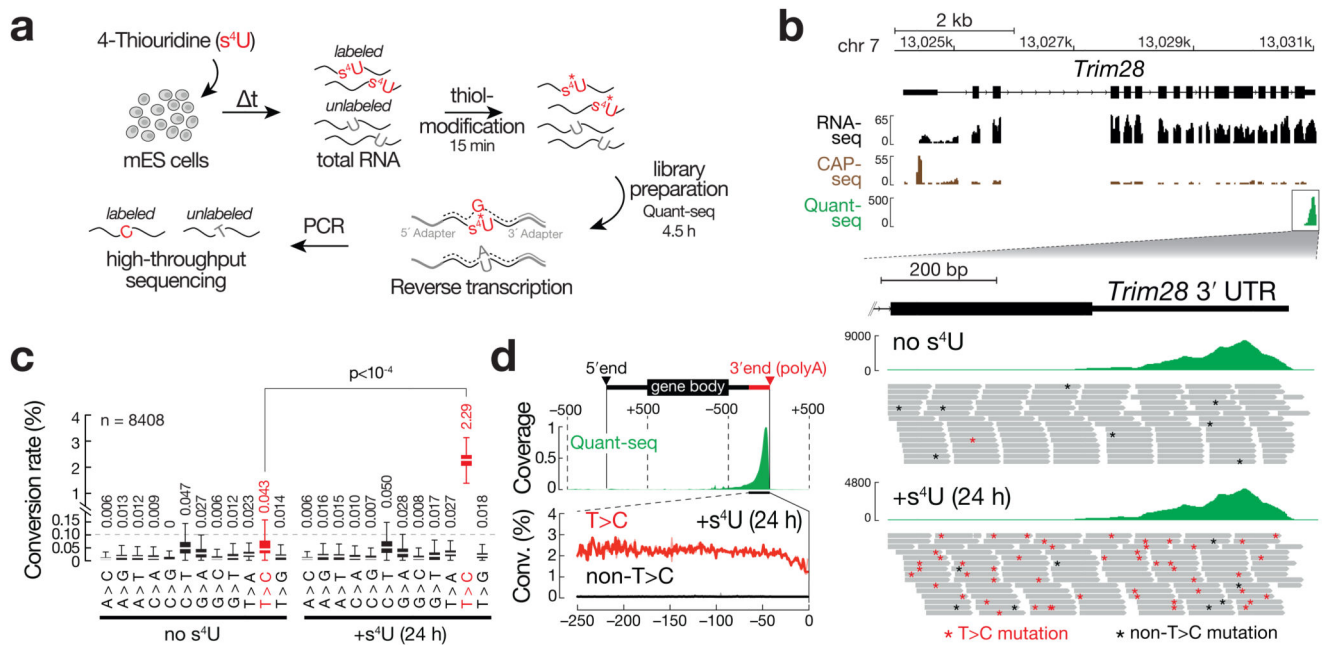 a
4-Thiouridine (s⁴U)
mES cells
Δt
labeled
s⁴U
s⁴U
unlabeled
U
U
total RNA
thiol-
modification
15 min
*
s⁴U
*
s⁴U
U
U
library
preparation
Quant-seq
4.5 h
G
*
s⁴U
5´ Adapter
3´ Adapter
A
U
Reverse transcription
PCR
labeled
unlabeled
C
T
high-throughput
sequencing
b
2 kb
chr 7
13,025k
13,027k
13,029k
13,031k
Trim28
RNA-
seq
65
0
CAP-
seq
55
0
Quant-
seq
500
0
200 bp
Trim28 3´ UTR
9000
0
no s⁴U
4800
0
+s⁴U (24 h)
* T>C mutation
* non-T>C mutation
c
p<10⁻⁴
n = 8408
Conversion rate (%)
4
3
2
1
0.15
0.05
0
0.006
0.013
0.012
0.009
0
0.047
0.027
0.006
0.012
0.023
0.043
0.014
0.006
0.016
0.015
0.010
0.007
0.050
0.028
0.008
0.012
0.027
2.29
0.018
A>C
A>G
A>T
C>A
C>G
C>T
G>A
G>C
G>T
T>A
T>C
T>G
A>C
A>G
A>T
C>A
C>G
C>T
G>A
G>C
G>T
T>A
T>C
T>G
no s⁴U
+s⁴U (24 h)
d
5´end
3´end (polyA)
gene body
−500
+500
−500
+500
Coverage
1
0.5
0
Quant-seq
Conv. (%)
4
3
2
1
0
T>C
+s⁴U (24 h)
non-T>C
−250
−200
−150
−100
−50
0